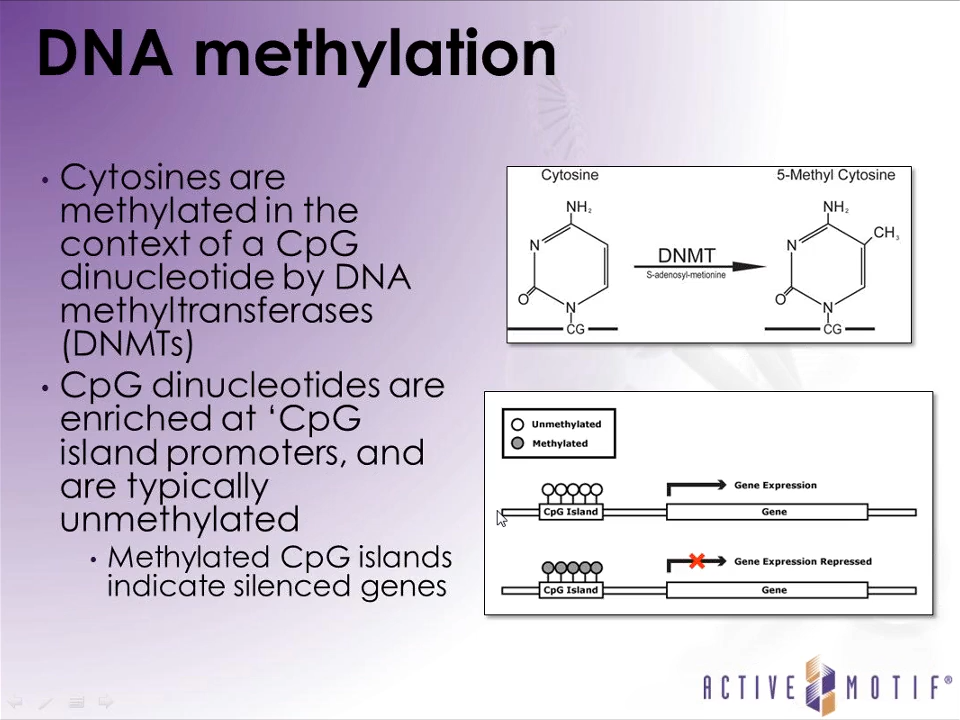 DNA methylation
• Cytosines are
methylated in the
context of a CpG
dinucleotide by DNA
methyltransferases
(DNMTs)
• CpG dinucleotides are
enriched at ‘CpG
island promoters, and
are typically
unmethylated
• Methylated CpG islands
indicate silenced genes
Cytosine
5-Methyl Cytosine
NH₂
N
O
N
CG
DNMT
S-adenosyl-metionine
NH₂
CH₃
N
O
N
CG
Unmethylated
Methylated
Gene Expression
CpG Island
Gene
Gene Expression Repressed
CpG Island
Gene
ACTIVE MOTIF®